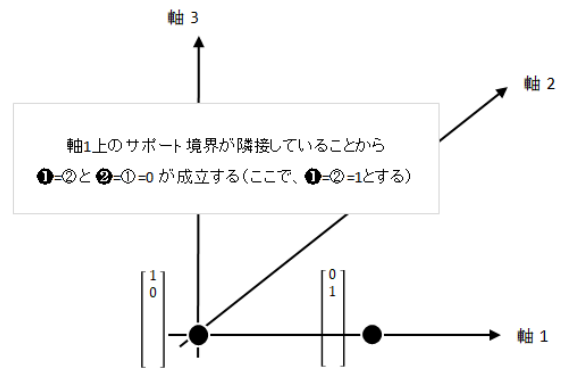 軸 3
軸 2
軸1上のサポート境界が隣接していることから
❶=②と❷=①=0 が成立する(ここで、❶=②=1とする)
1
0
0
1
軸 1